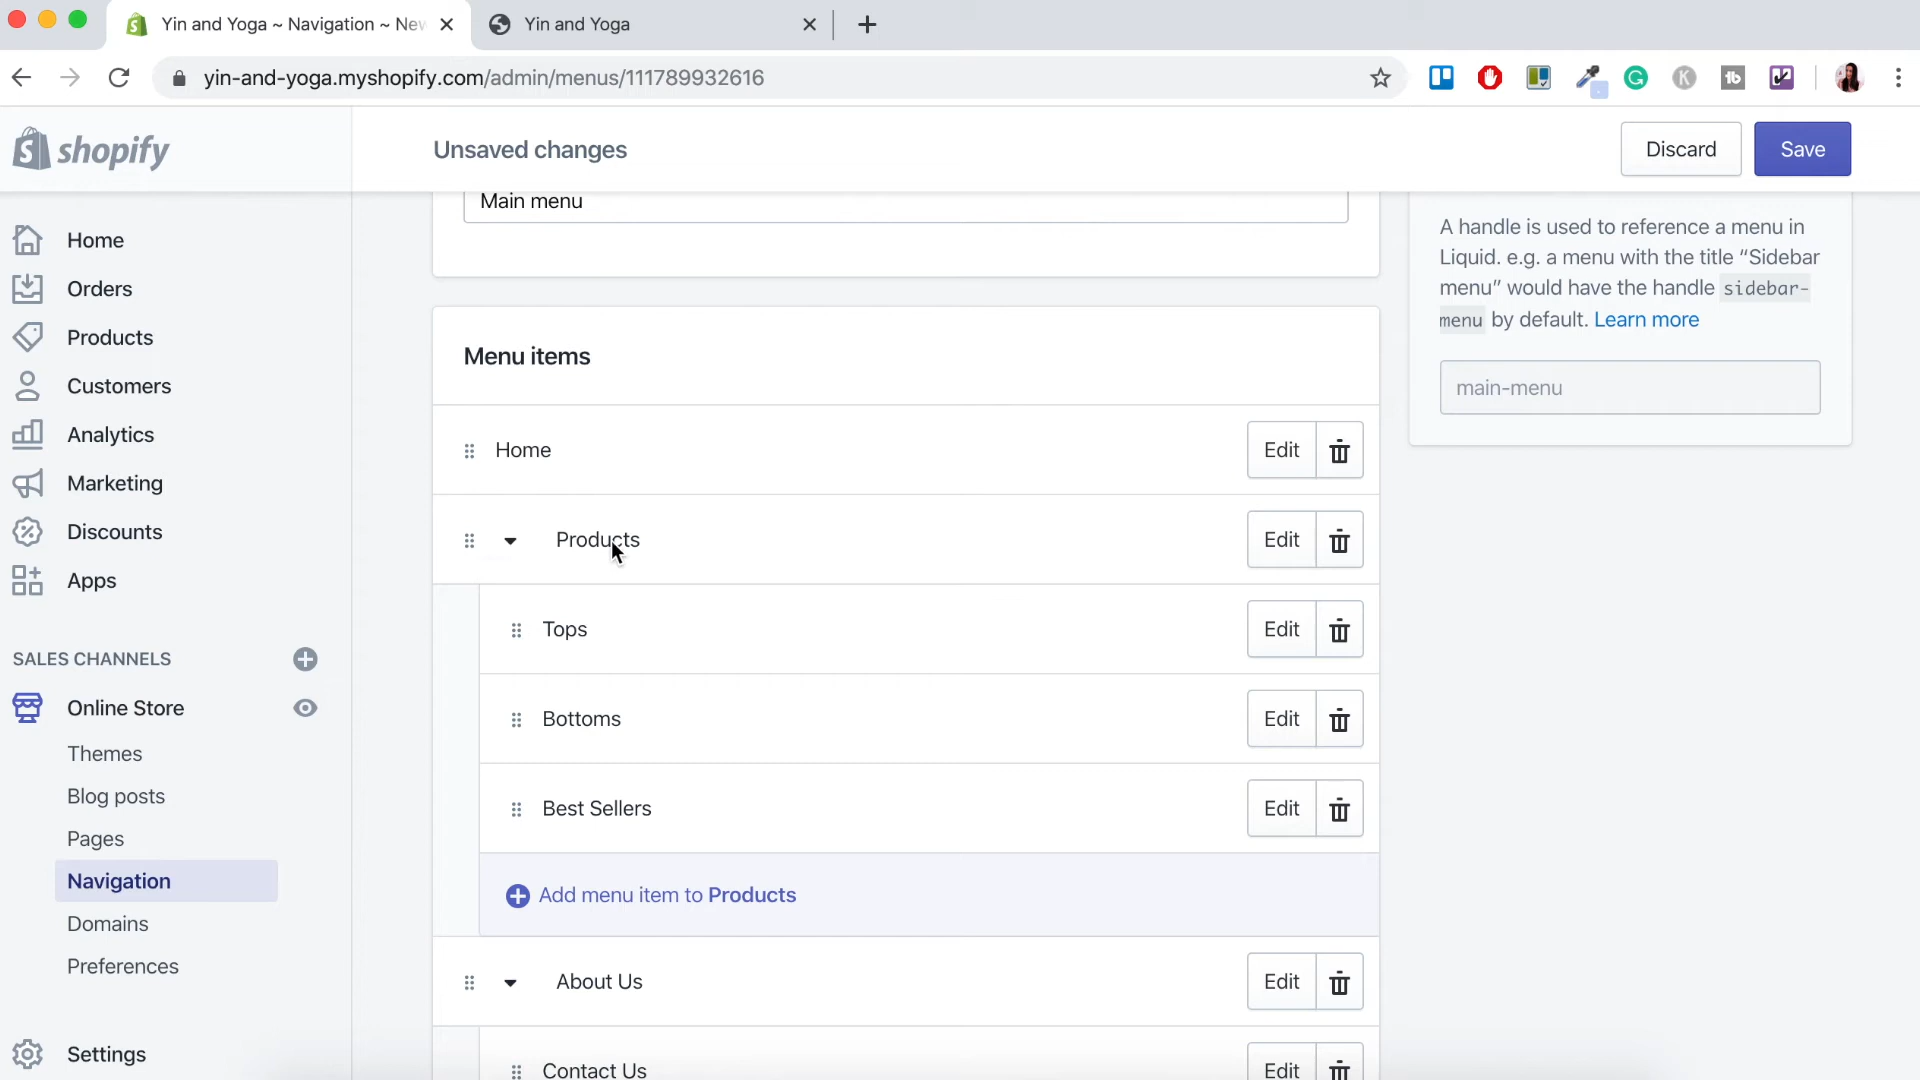 Yin and Yoga ~ Navigation ~ New
Yin and Yoga
yin-and-yoga.myshopify.com/admin/menus/111789932616
shopify
Unsaved changes
Discard
Save
Home
Orders
Products
Customers
Analytics
Marketing
Discounts
Apps
SALES CHANNELS
Online Store
Themes
Blog posts
Pages
Navigation
Domains
Preferences
Settings
Main menu
Menu items
Home
Edit
Products
Edit
Tops
Edit
Bottoms
Edit
Best Sellers
Edit
Add menu item to Products
About Us
Edit
Contact Us
Edit
A handle is used to reference a menu in
Liquid. e.g. a menu with the title “Sidebar
menu” would have the handle sidebar-
menu by default. Learn more
main-menu